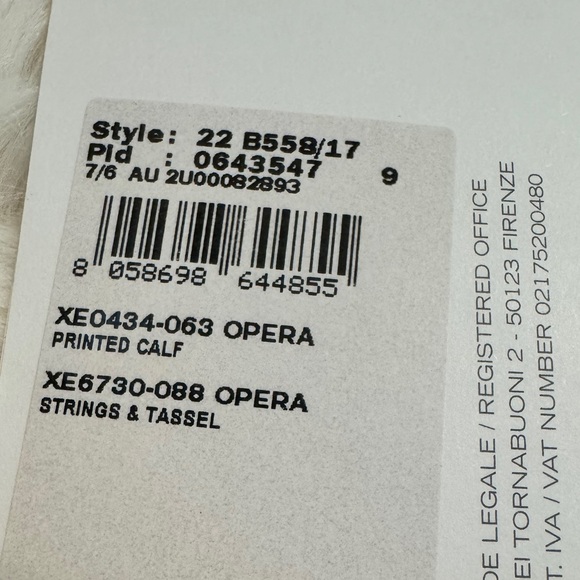 Style: 22 B558/17
Pld : 0643547 9
7/6 AU 2U00082893
8 058698 644855
XE0434-063 OPERA
PRINTED CALF
XE6730-088 OPERA
STRINGS & TASSEL
DE LEGALE / REGISTERED OFFICE
EI TORNABUONI 2 - 50123 FIRENZE
T. IVA / VAT NUMBER 02175200480